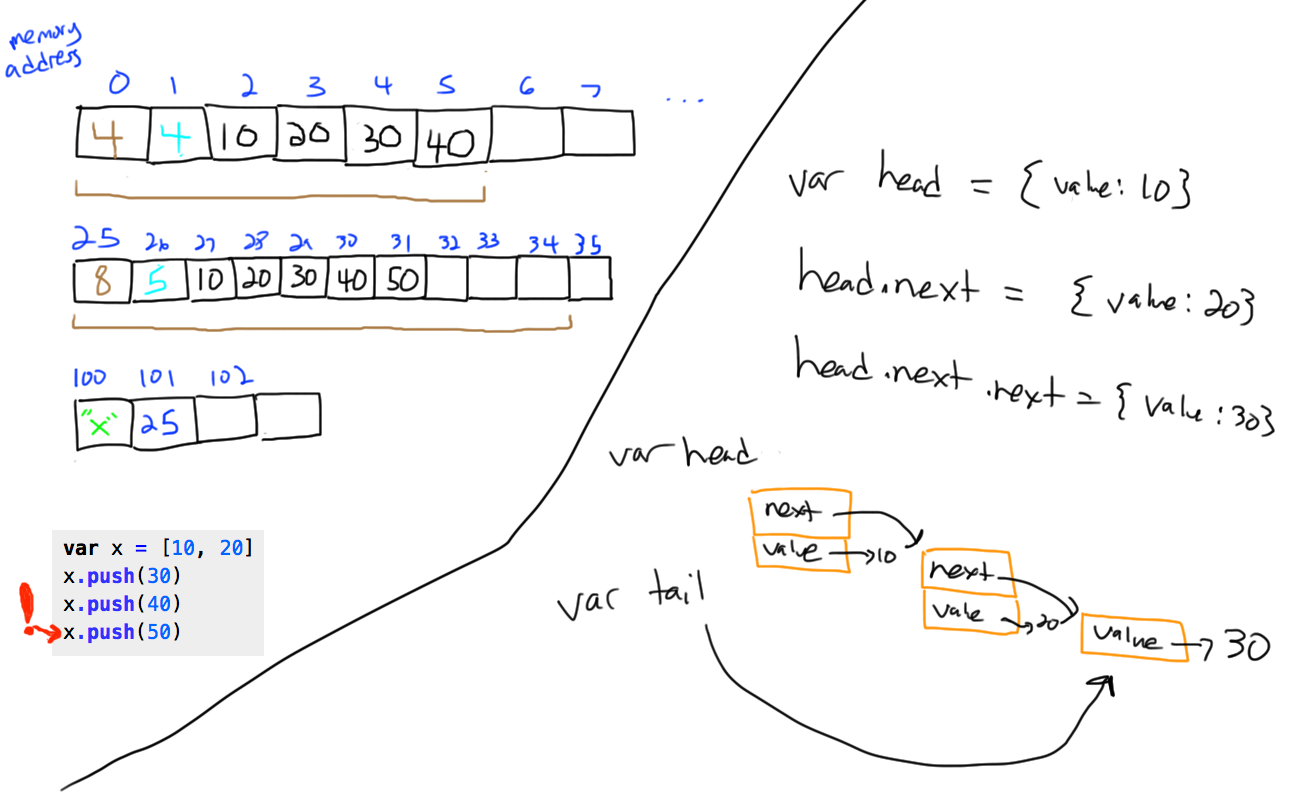 memory
address
0 1 2 3 4 5 6 7 ...
4 4 10 20 30 40
25 26 27 28 29 30 31 32 33 34 35
8 5 10 20 30 40 50
100 101 102
"x" 25
var x = [10, 20]
x.push(30)
x.push(40)
! x.push(50)
var head = { value: 10}
head.next = { value: 20}
head.next.next = { value: 30}
var head
next
value → 10
next
value → 20
var tail
value → 30